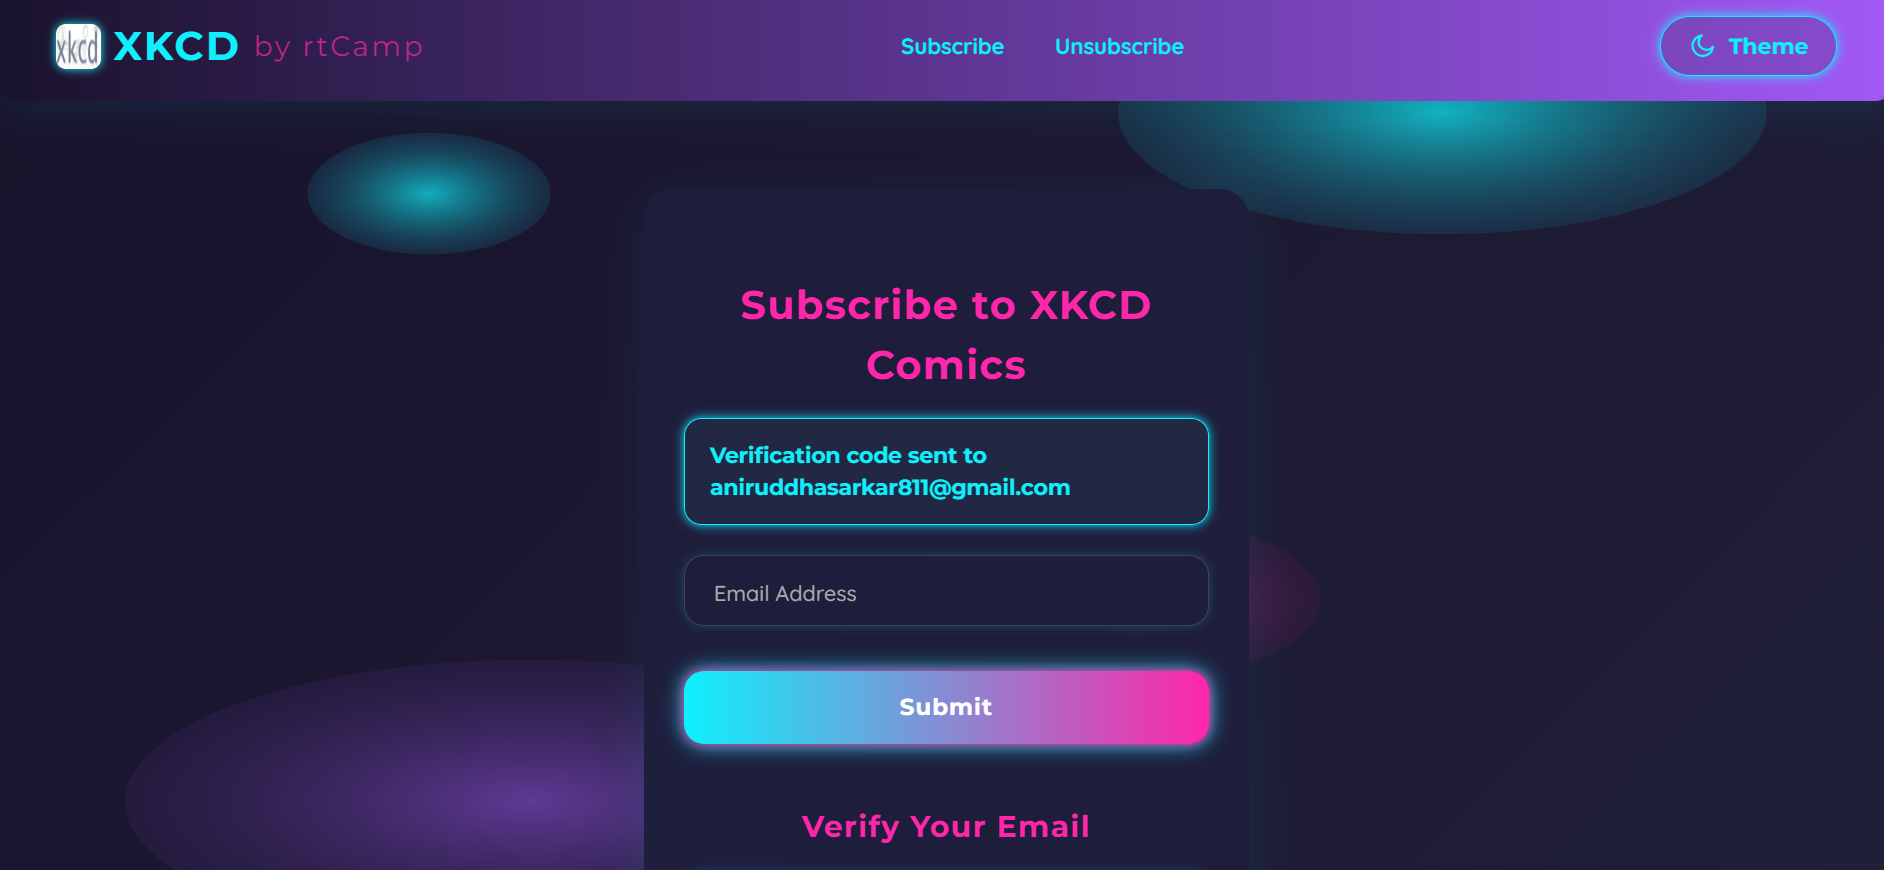 xkcd XKCD by rtCamp
Subscribe
Unsubscribe
Theme
Subscribe to XKCD
Comics
Verification code sent to
aniruddhasarkar811@gmail.com
Email Address
Submit
Verify Your Email